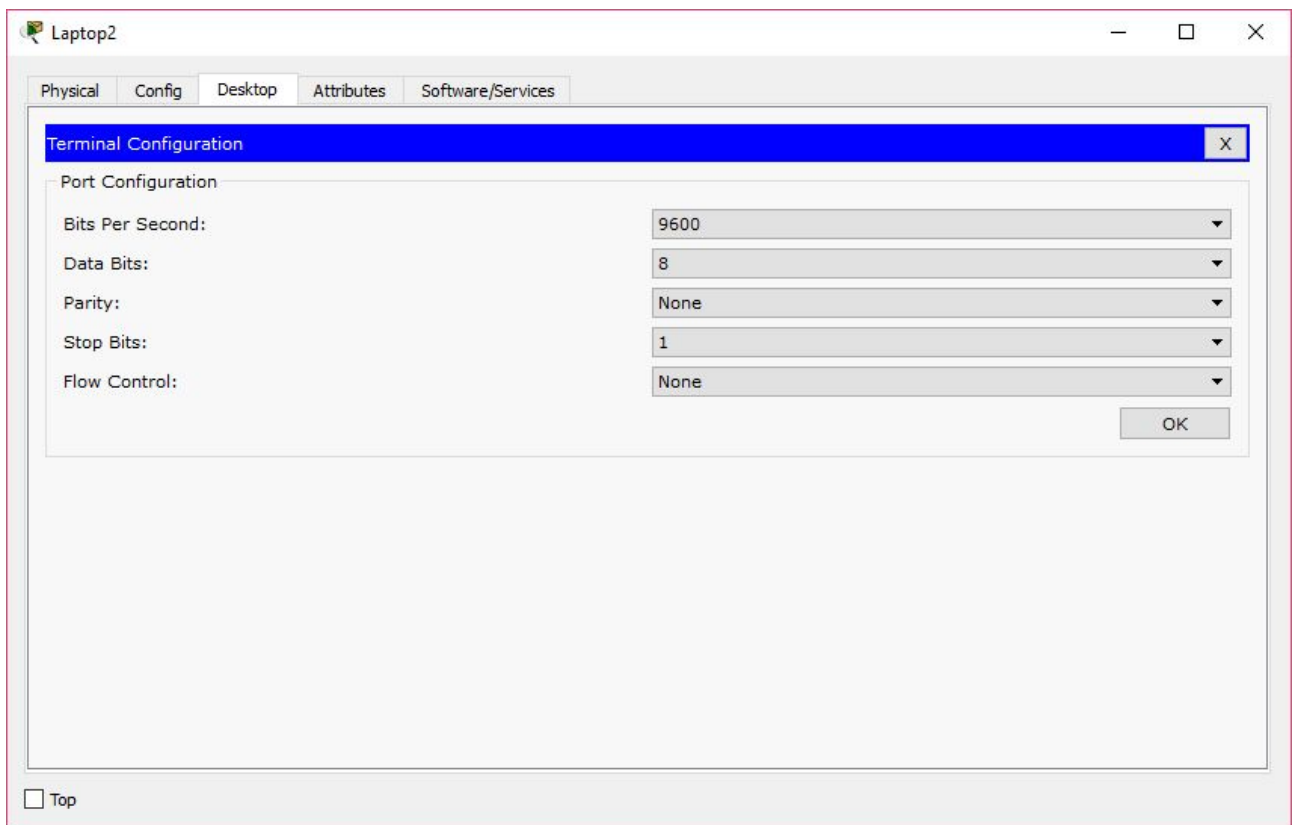 Laptop2
Physical Config Desktop Attributes Software/Services
Terminal Configuration X
Port Configuration
Bits Per Second: 9600
Data Bits: 8
Parity: None
Stop Bits: 1
Flow Control: None
OK
Top